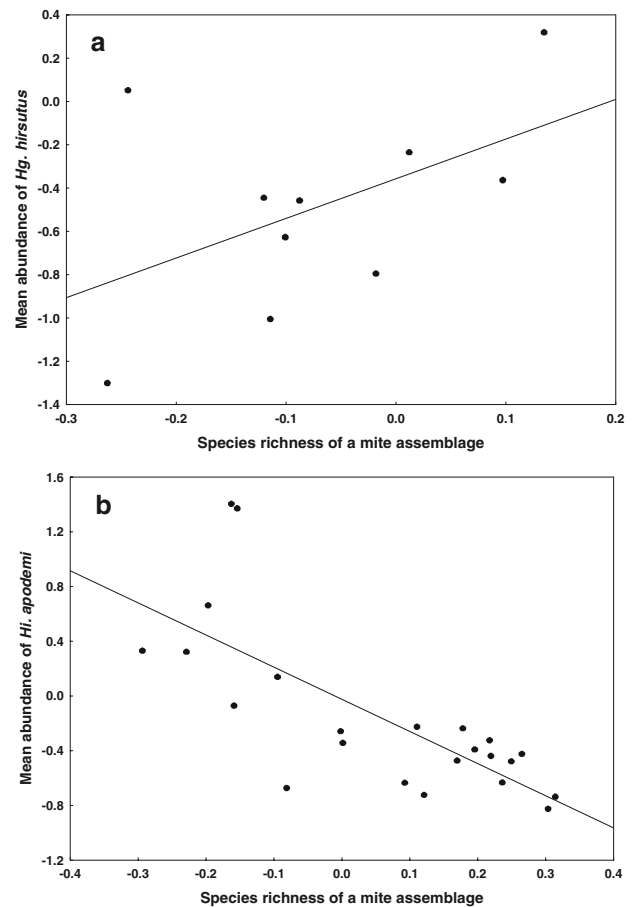 a
0.4
0.2
0.0
-0.2
-0.4
-0.6
-0.8
-1.0
-1.2
-1.4
Mean abundance of Hg. hirsutus
-0.3 -0.2 -0.1 0.0 0.1 0.2
Species richness of a mite assemblage
b
1.6
1.2
0.8
0.4
0.0
-0.4
-0.8
-1.2
Mean abundance of Hi. apodemi
-0.4 -0.3 -0.2 -0.1 0.0 0.1 0.2 0.3 0.4
Species richness of a mite assemblage